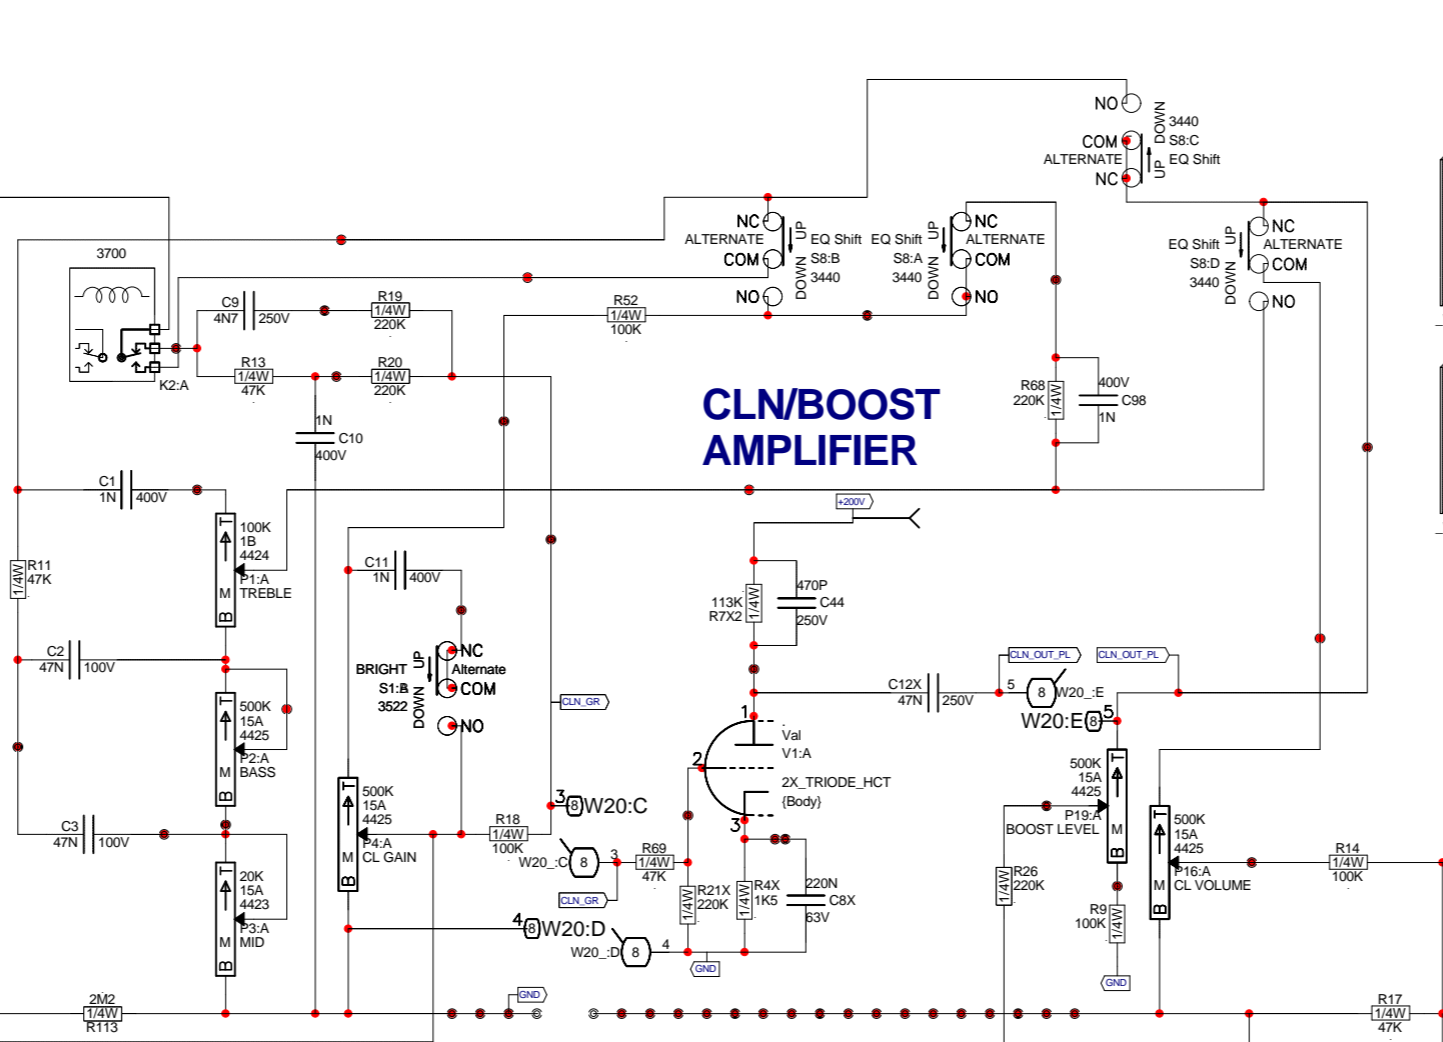 NO
DOWN
3440
COM
S8:C
ALTERNATE
UP
EQ Shift
NC
NC
UP
ALTERNATE
EQ Shift
COM
S8:B
DOWN
3440
NO
NC
EQ Shift
UP
ALTERNATE
S8:A
COM
3440
DOWN
NO
NC
EQ Shift
UP
ALTERNATE
S8:D
COM
3440
DOWN
NO
3700
K2:A
C9
4N7
250V
R19
1/4W
220K
R13
1/4W
47K
R20
1/4W
220K
R52
1/4W
100K
1N
C10
400V
CLN/BOOST
AMPLIFIER
R68
220K
1/4W
400V
C98
1N
C1
1N
400V
+200V
T
100K
1B
4424
P1:A
M
TREBLE
B
R11
47K
1/4W
C11
1N
400V
113K
R7X2
1/4W
470P
C44
250V
C2
47N
100V
T
500K
15A
4425
P2:A
M
BASS
B
NC
BRIGHT
UP
Alternate
S1:B
COM
3522
DOWN
NO
CLN_GR
CLN_OUT_PL
CLN_OUT_PL
C12X
47N
250V
5
8
W20_:E
W20:E
8
5
1
Val
V1:A
2
2X_TRIODE_HCT
{Body}
3
C3
47N
100V
T
500K
15A
4425
P4:A
M
CL GAIN
B
3
8
W20:C
R18
1/4W
100K
W20_:C
8
3
R69
1/4W
47K
CLN_GR
R21X
220K
1/4W
R4X
1K5
1/4W
220N
C8X
63V
4
8
W20:D
W20_:D
8
4
GND
T
20K
15A
4423
P3:A
M
MID
B
T
500K
15A
4425
P19:A
M
BOOST LEVEL
B
T
500K
15A
4425
P16:A
M
CL VOLUME
B
R26
220K
1/4W
R9
100K
1/4W
GND
R14
1/4W
100K
2M2
1/4W
R113
GND
R17
1/4W
47K